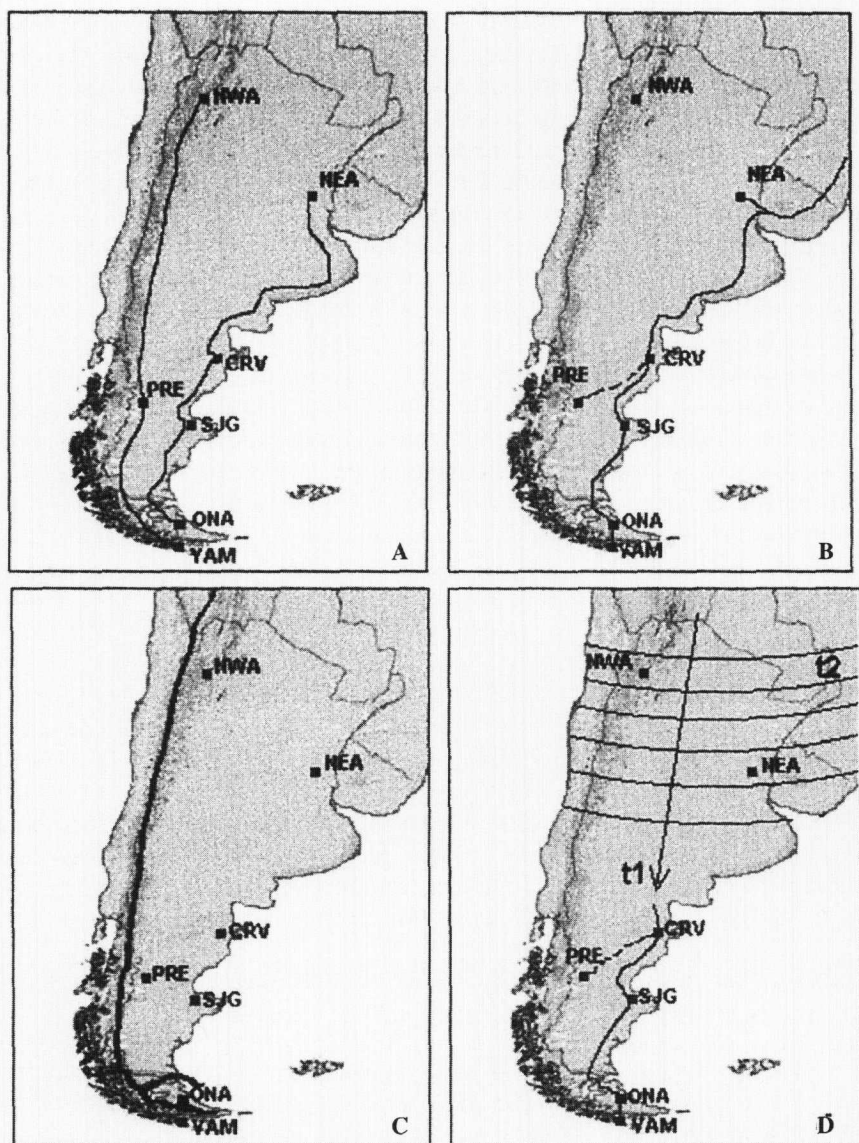 NWA
NEA
CRV
PRE
SJG
ONA
YAM
A
NWA
NEA
CRV
PRE
SJG
ONA
YAM
B
NWA
NEA
CRV
PRE
SJG
ONA
YAM
C
NWA
t2
NEA
t1
CRV
PRE
SJG
ONA
YAM
D